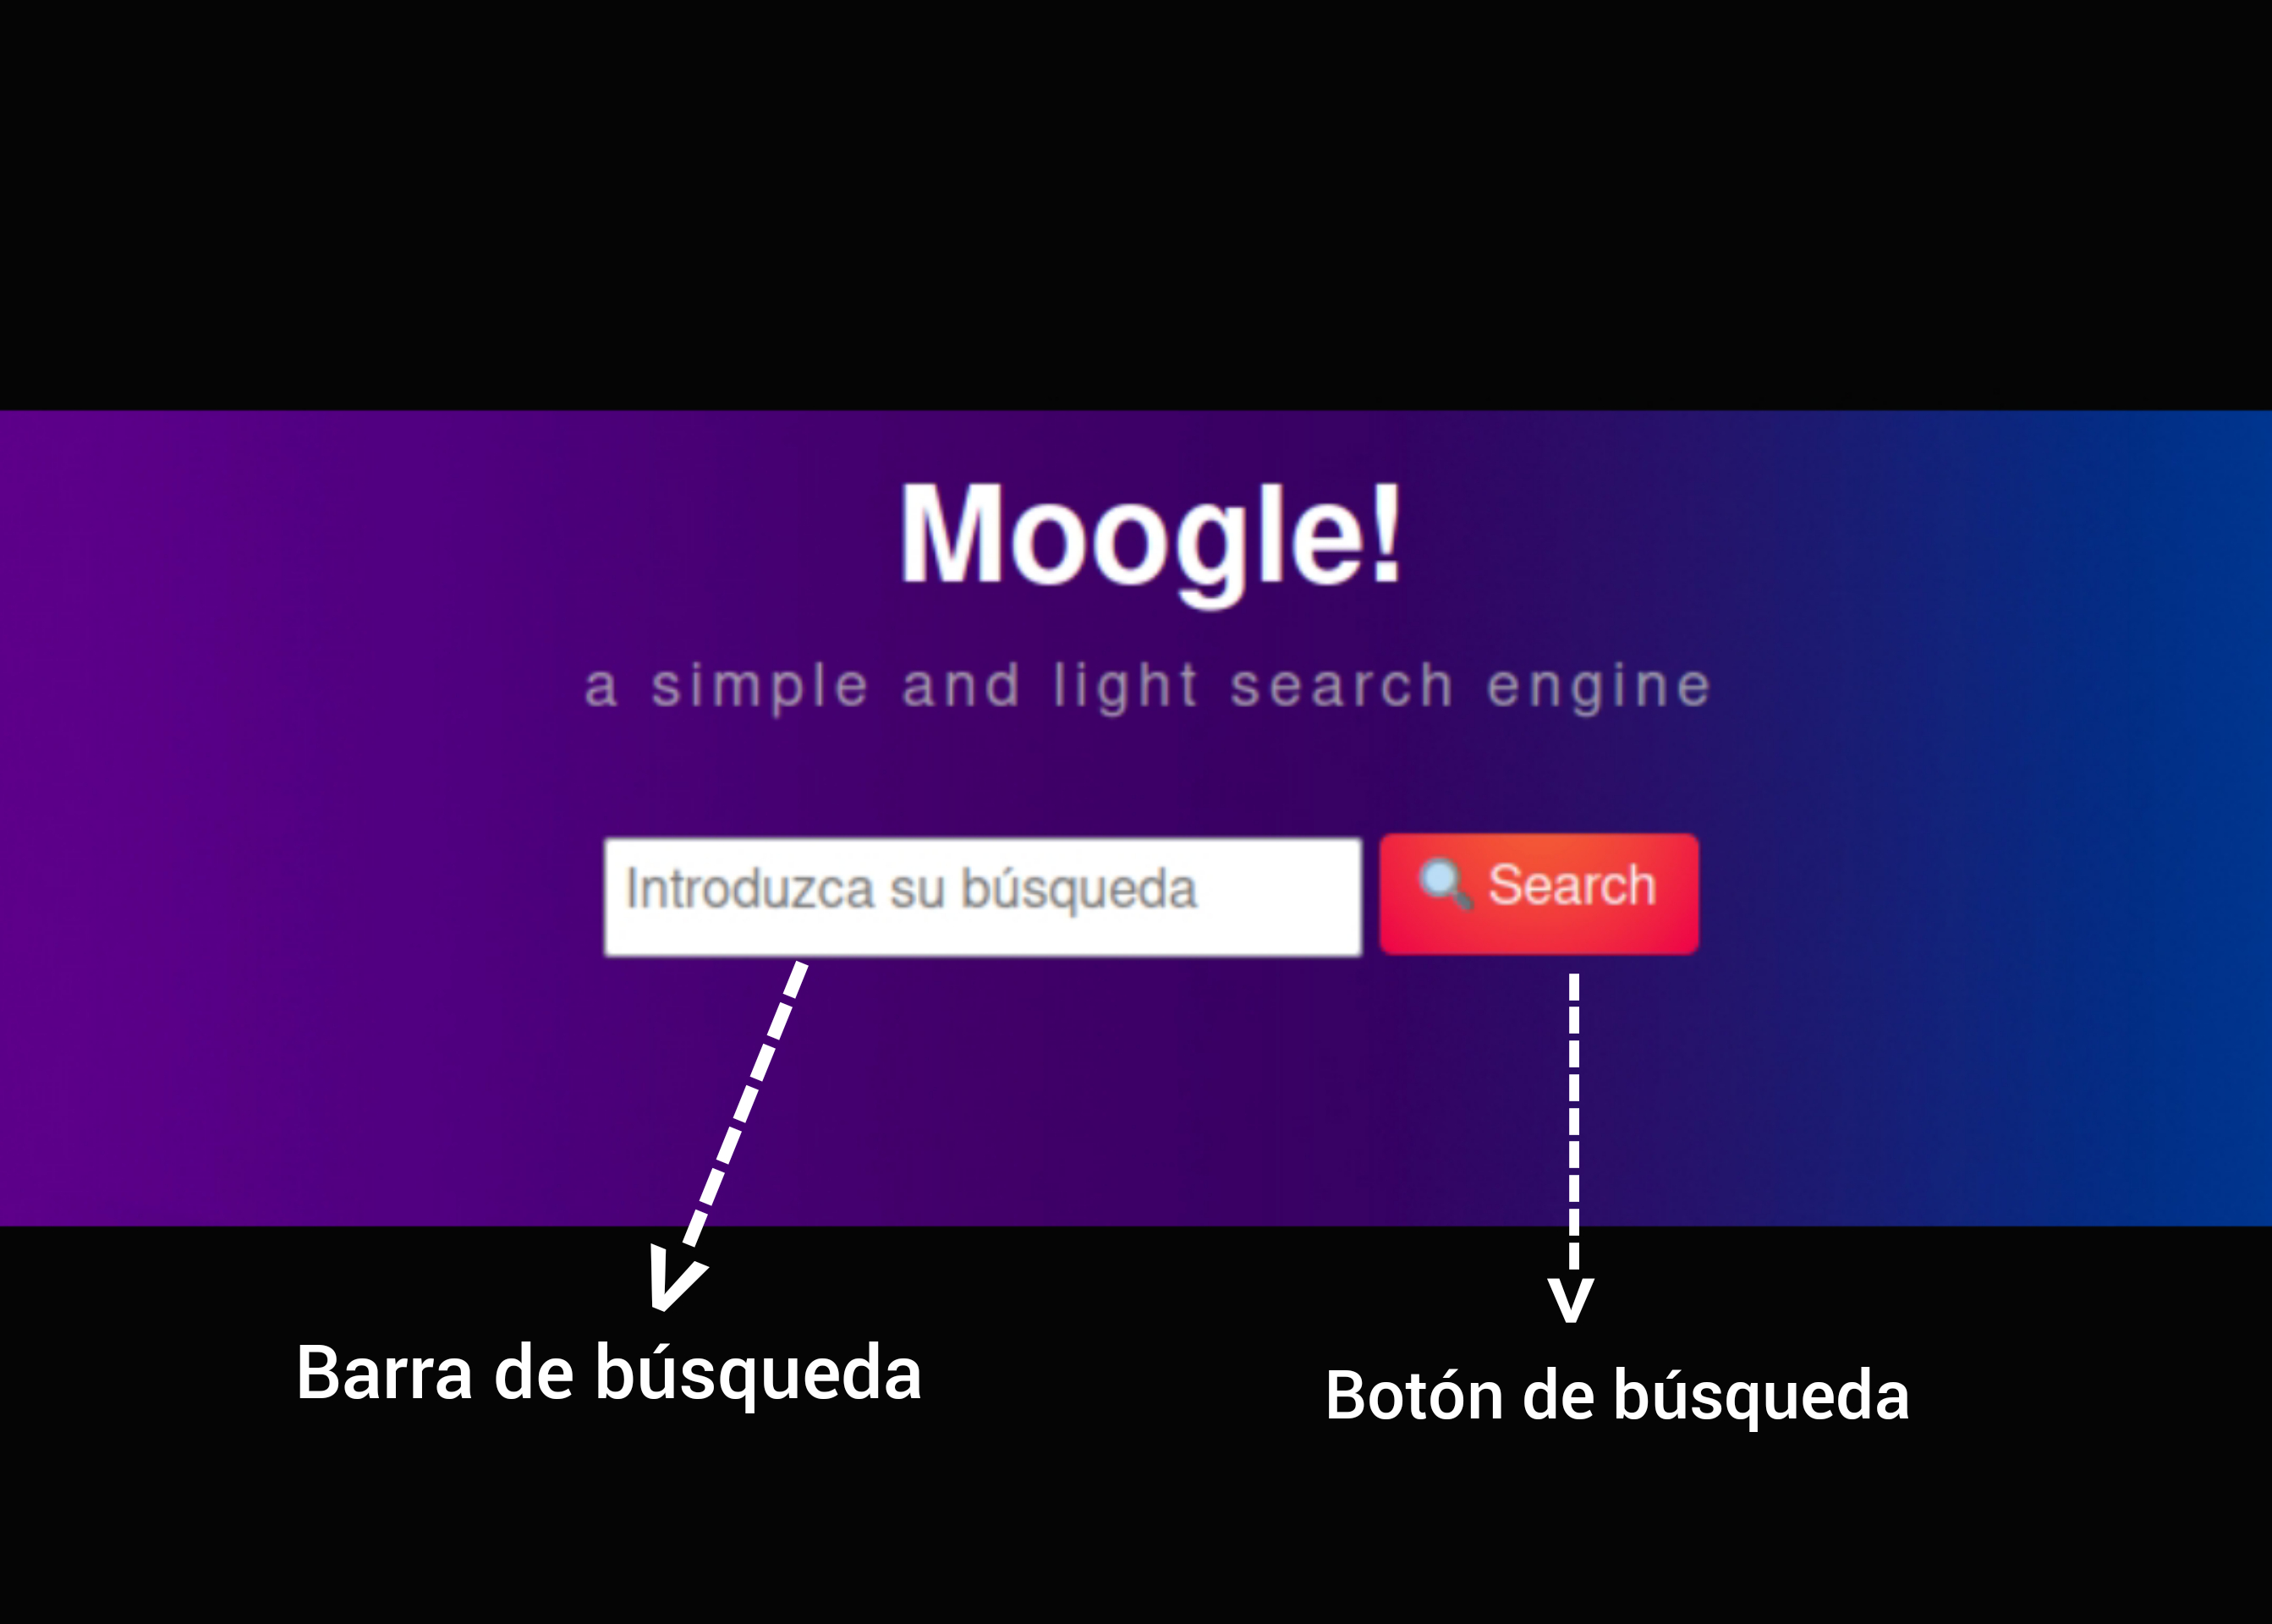 Moogle!
a simple and light search engine
Introduzca su búsqueda
Search
Barra de búsqueda
Botón de búsqueda